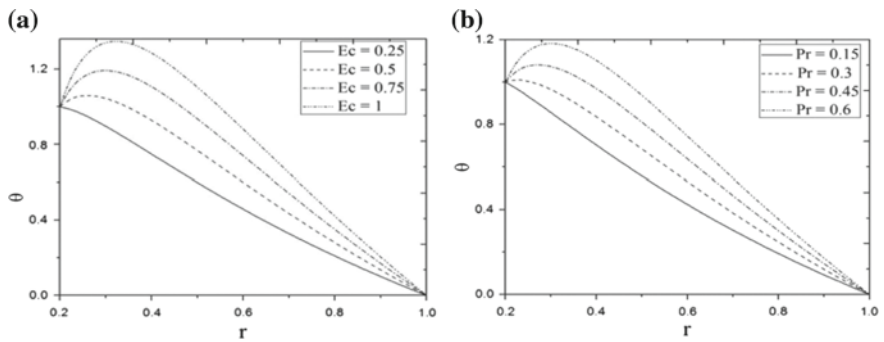 (a)
Ec = 0.25
Ec = 0.5
Ec = 0.75
Ec = 1
1.2
0.8
0.4
0.0
θ
0.2 0.4 0.6 0.8 1.0
r
(b)
Pr = 0.15
Pr = 0.3
Pr = 0.45
Pr = 0.6
1.2
0.8
0.4
0.0
θ
0.2 0.4 0.6 0.8 1.0
r